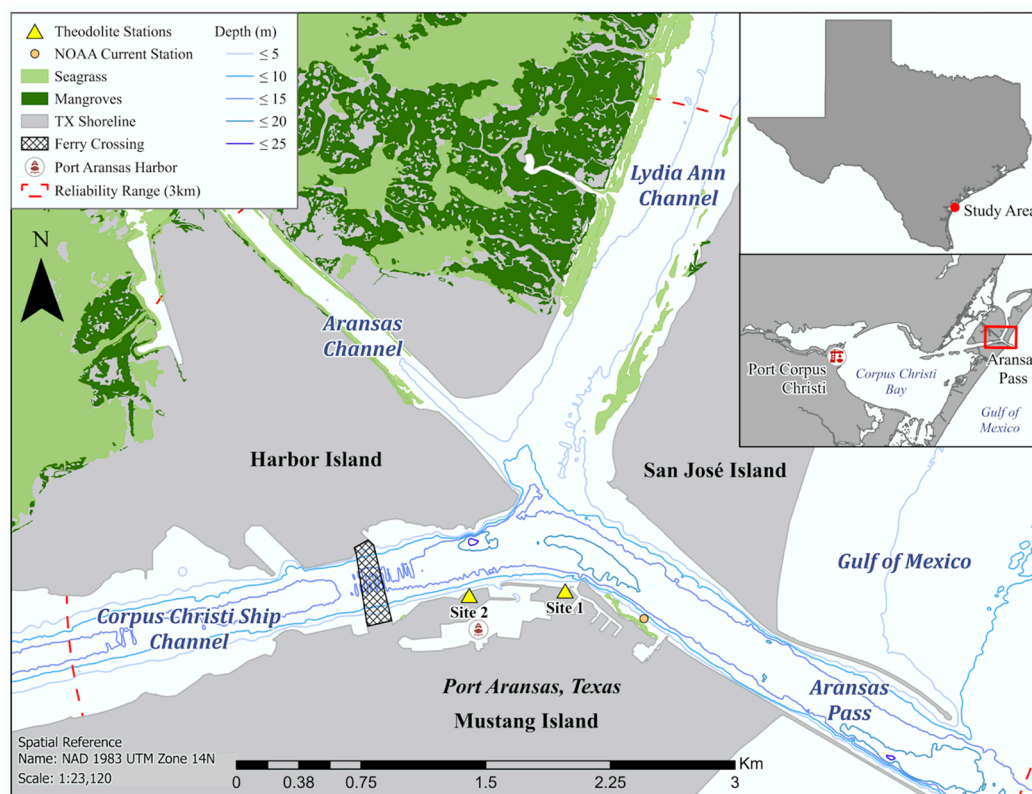 Theodolite Stations
NOAA Current Station
Seagrass
Mangroves
TX Shoreline
Ferry Crossing
Port Aransas Harbor
Reliability Range (3km)
Depth (m)
≤ 5
≤ 10
≤ 15
≤ 20
≤ 25
N
Lydia Ann
Channel
Aransas
Channel
Study Area
Port Corpus
Christi
Corpus Christi
Bay
Aransa
Pass
Gulf of
Mexico
Harbor Island
San José Island
Gulf of Mexico
Corpus Christi Ship
Channel
Site 2
Site 1
Port Aransas, Texas
Mustang Island
Aransas
Pass
Spatial Reference
Name: NAD 1983 UTM Zone 14N
Scale: 1:23,120
0 0.38 0.75 1.5 2.25 3 Km